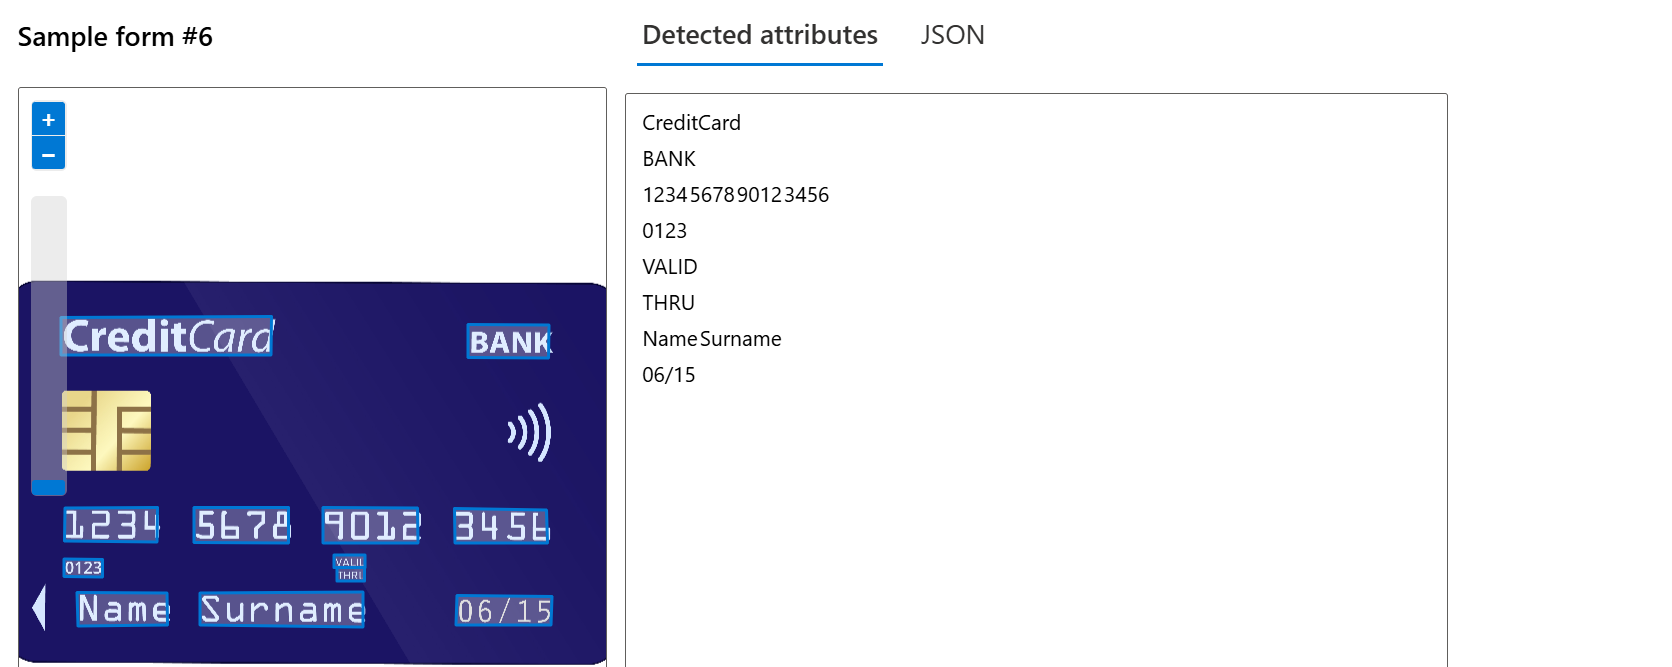 Sample form #6
Detected attributes JSON
+
−
CreditCard
BANK
1234 5678 9012 3456
0123
VALID
THRU
Name Surname 06/15
CreditCard
BANK
1234567890123456
0123
VALID
THRU
Name Surname
06/15